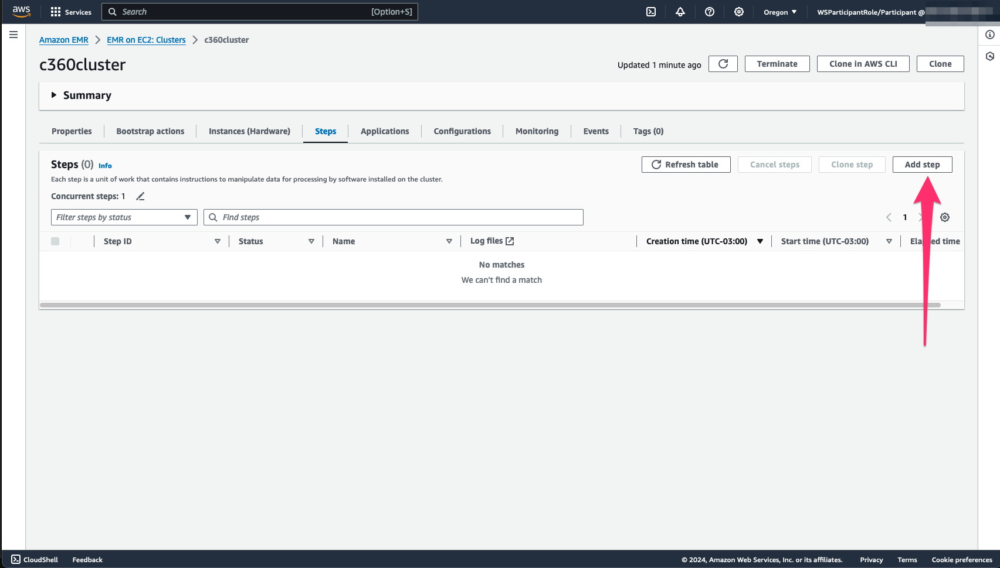 aws Services Search [Option+S] Oregon WSParticipantRole/Participant @
Amazon EMR > EMR on EC2: Clusters > c360cluster
c360cluster
Updated 1 minute ago Terminate Clone in AWS CLI Clone
Summary
Properties Bootstrap actions Instances (Hardware) Steps Applications Configurations Monitoring Events Tags (0)
Steps (0) Info Refresh table Cancel steps Clone step Add step
Each step is a unit of work that contains instructions to manipulate data for processing by software installed on the cluster.
Concurrent steps: 1
Filter steps by status Find steps 1
Step ID Status Name Log files Creation time (UTC-03:00) Start time (UTC-03:00) time
No matches
We can't find a match
CloudShell Feedback © 2024, Amazon Web Services, Inc. or its affiliates. Privacy Terms Cookie preferences